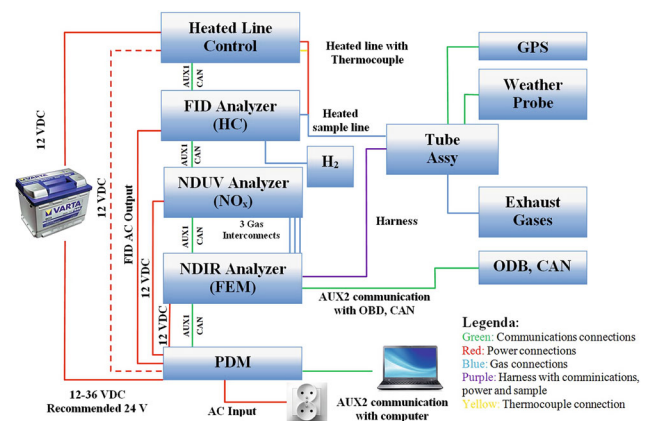 Heated Line
Control
Heated line with
Thermocouple
GPS
AUX1
CAN
Weather
Probe
12 VDC
FID Analyzer
(HC)
Heated
sample line
Tube
Assy
12 VDC
AUX1
CAN
H₂
VARTA
VARTA
FID AC Output
NDUV Analyzer
(NOₓ)
Exhaust
Gases
Harness
12 VDC
AUX1
CAN
3 Gas
Interconnects
NDIR Analyzer
(FEM)
ODB, CAN
AUX2 communication
with OBD, CAN
12 VDC
AUX1
CAN
PDM
12-36 VDC
Recommended 24 V
AC Input
AUX2 communication
with computer
Legenda:
Green: Communications connections
Red: Power connections
Blue: Gas connections
Purple: Harness with comminications,
power and sample
Yellow: Thermocouple connection